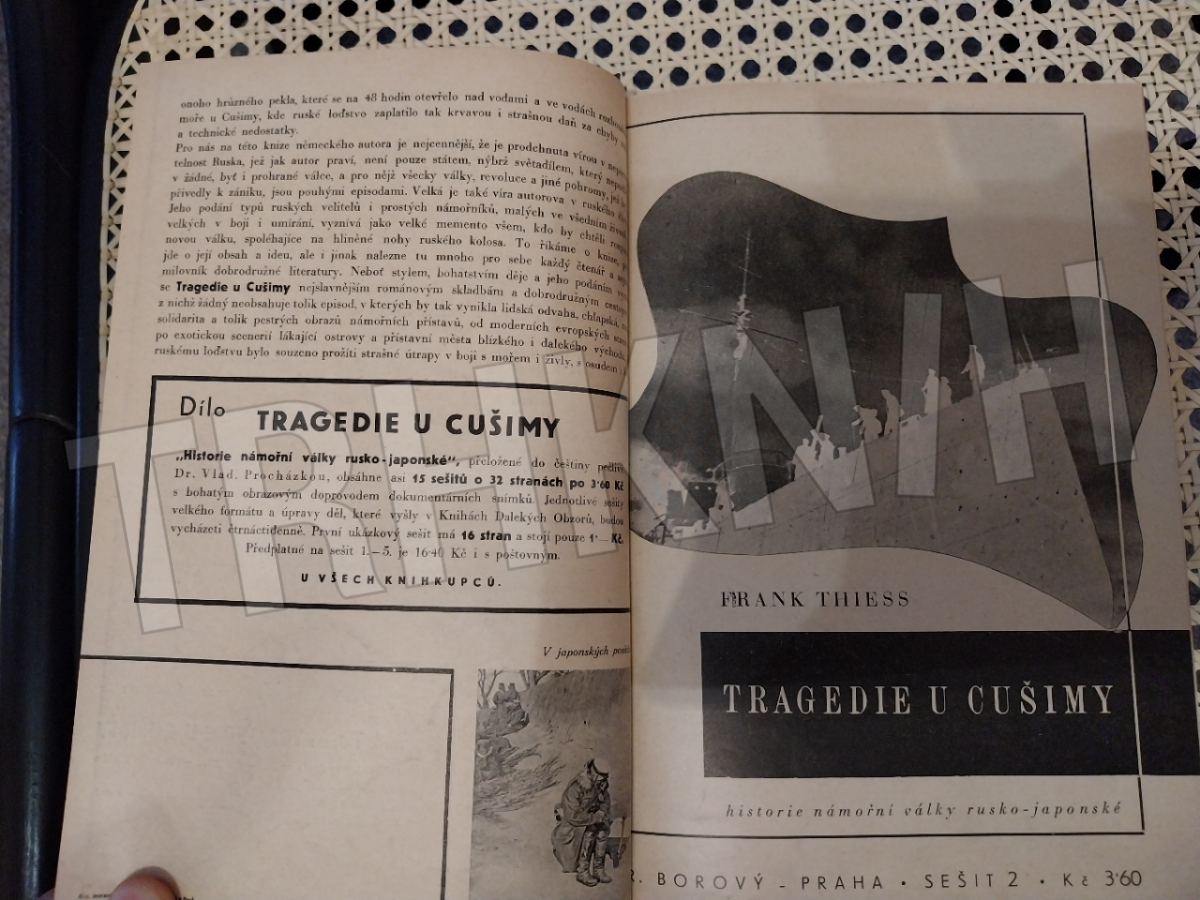 onoho hrůzného pekla, které se na 48 hodin otevřelo nad vodami a ve vodách
moře u Cušimy, kde ruské loďstvo zaplatilo tak krvavou i strašnou daň za chyby
a technické nedostatky.
Pro nás na této knize německého autora je nejcennější, že je prodchnuta vírou v
telnost Ruska, jež jak autor praví, není pouze státem, nýbrž světadílem, který
v žádné, byť i prohrané válce, a pro nějž všecky války, revoluce a jiné pohromy,
přivedly k zániku, jsou pouhými episodami. Velká je také víra autorova v ruského
Jeho podání typů ruských velitelů i prostých námořníků, malých ve všedním
velkých v boji i umírání, vyznívá jako velké memento všem, kdo by chtěli
novou válku, spoléhajíce na hliněné nohy ruského kolosa. To říkáme o knize,
jde o její obsah a ideu, ale i jinak nalezne tu mnoho pro sebe každý čtenář a
milovník dobrodružné literatury. Neboť stylem, bohatstvím děje a jeho podáním
se Tragedie u Cušimy nejslavnějším románovým skladbám a dobrodružným
z nichž žádný neobsahuje tolik episod, v kterých by tak vynikla lidská odvaha, chlapská,
solidarita a tolik pestrých obrazů námořních přístavů, od moderních evropských
po exotickou scenerii lákající ostrovy a přístavní města blízkého i dalekého východu,
ruskému loďstvu bylo souzeno prožíti strašné útrapy v boji s mořem i živly, s osudem i
Dílo TRAGEDIE U CUŠIMY
„Historie námořní války rusko-japonské“, přeložené do češtiny
Dr. Vlad. Procházkou, obsáhne asi 15 sešitů o 32 stranách po 3·60 Kč
s bohatým obrazovým doprovodem dokumentárních snímků. Jednotlivé sešity
velkého formátu a úpravy děl, které vyšly v Knihách Dalekých Obzorů, budou
vycházeti čtrnáctidenně. První ukázkový sešit má 16 stran a stojí pouze 1·— Kč.
Předplatné na sešit 1.—5. je 16·40 Kč i s poštovným.
U VŠECH KNIHKUPCŮ.
V japonských
FRANK THIESS
TRAGEDIE U CUŠIMY
historie námořní války rusko-japonské
R. BOROVÝ - PRAHA • SEŠIT 2 • Kč 3·60
TRHKNIH